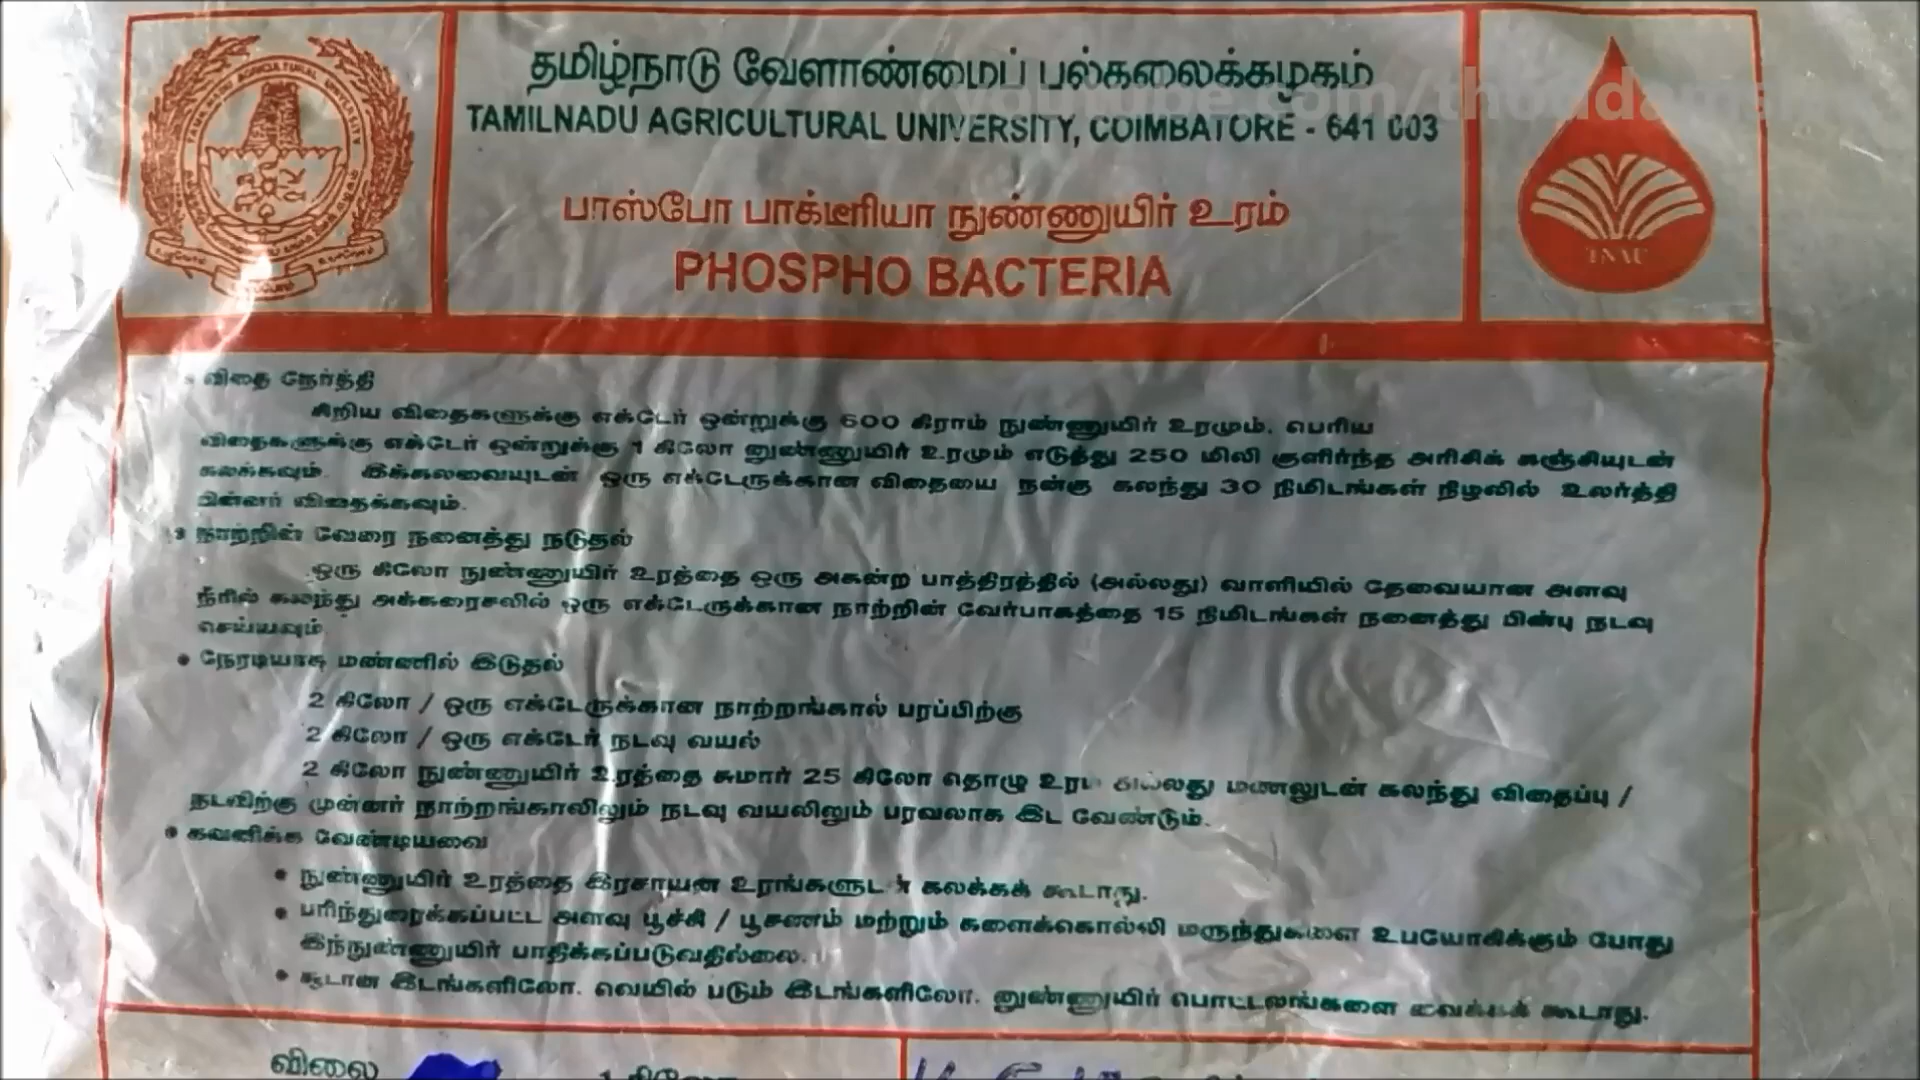 தமிழ்நாடு வேளாண்மைப் பல்கலைக்கழகம்
youtube.com/thoddam
TAMILNADU AGRICULTURAL UNIVERSITY, COIMBATORE - 641 003
பாஸ்போ பாக்டீரியா நுண்ணுயிர் உரம்
PHOSPHO BACTERIA
TNAU
விதை நேர்த்தி
சிறிய விதைகளுக்கு எக்டேர் ஒன்றுக்கு 600 கிராம் நுண்ணுயிர் உரமும், பெரிய
விதைகளுக்கு எக்டேர் ஒன்றுக்கு 1 கிலோ னுண்ணுயிர் உரமும் எடுத்து 250 மிலி குளிர்ந்த அரிசிக் கஞ்சியுடன்
கலக்கவும். இக்கலவையுடன் ஒரு எக்டேருக்கான விதையை நன்கு கலந்து 30 நிமிடங்கள் நிழலில் உலர்த்தி
பின்னர் விதைக்கவும்.
நாற்றின் வேரை நனைத்து நடுதல்
ஒரு கிலோ நுண்ணுயிர் உரத்தை ஒரு அகன்ற பாத்திரத்தில் (அல்லது) வாளியில் தேவையான அளவு
நீரில் கலந்து அக்கரைசலில் ஒரு எக்டேருக்கான நாற்றின் வேர்பாகத்தை 15 நிமிடங்கள் நனைத்து பின்பு நடவு
செய்யவும்
• நேரடியாக மண்ணில் இடுதல்
2 கிலோ / ஒரு எக்டேருக்கான நாற்றங்கால் பரப்பிற்கு
2 கிலோ / ஒரு எக்டேர் நடவு வயல்
2 கிலோ நுண்ணுயிர் உரத்தை சுமார் 25 கிலோ தொழு உரம் அல்லது மணலுடன் கலந்து விதைப்பு /
நடவிற்கு முன்னர் நாற்றங்காலிலும் நடவு வயலினும் பரவலாக இட வேண்டும்.
• கவனிக்க வேண்டியவை
• நுண்ணுயிர் உரத்தை இரசாயன உரங்களுடன் கலக்கக் கூடாது.
• பரிந்துரைக்கப்பட்ட அளவு பூச்சி / பூசணம் மற்றும் களைக்கொல்லி மருந்துகளை உபயோகிக்கும் போது
இந்நுண்ணுயிர் பாதிக்கப்படுவதில்லை.
• சூடான இடங்களிலோ, வெயில் படும் இடங்களிலோ, னுண்ணுயிர் பொட்டலங்களை வைக்கக் கூடாது.
விலை
1 கிலோ